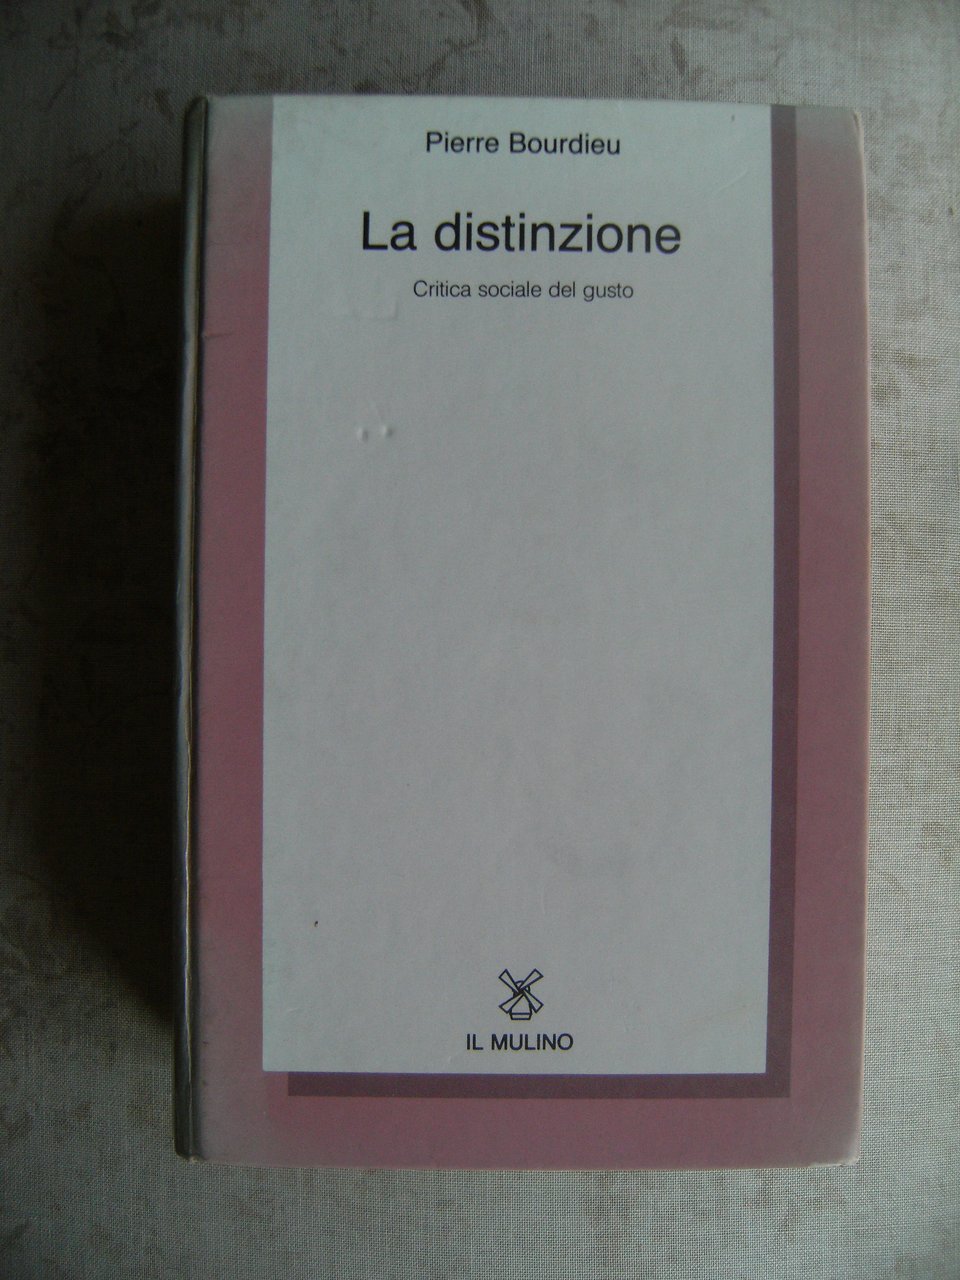 Pierre Bourdieu
La distinzione
Critica sociale del gusto
IL MULINO